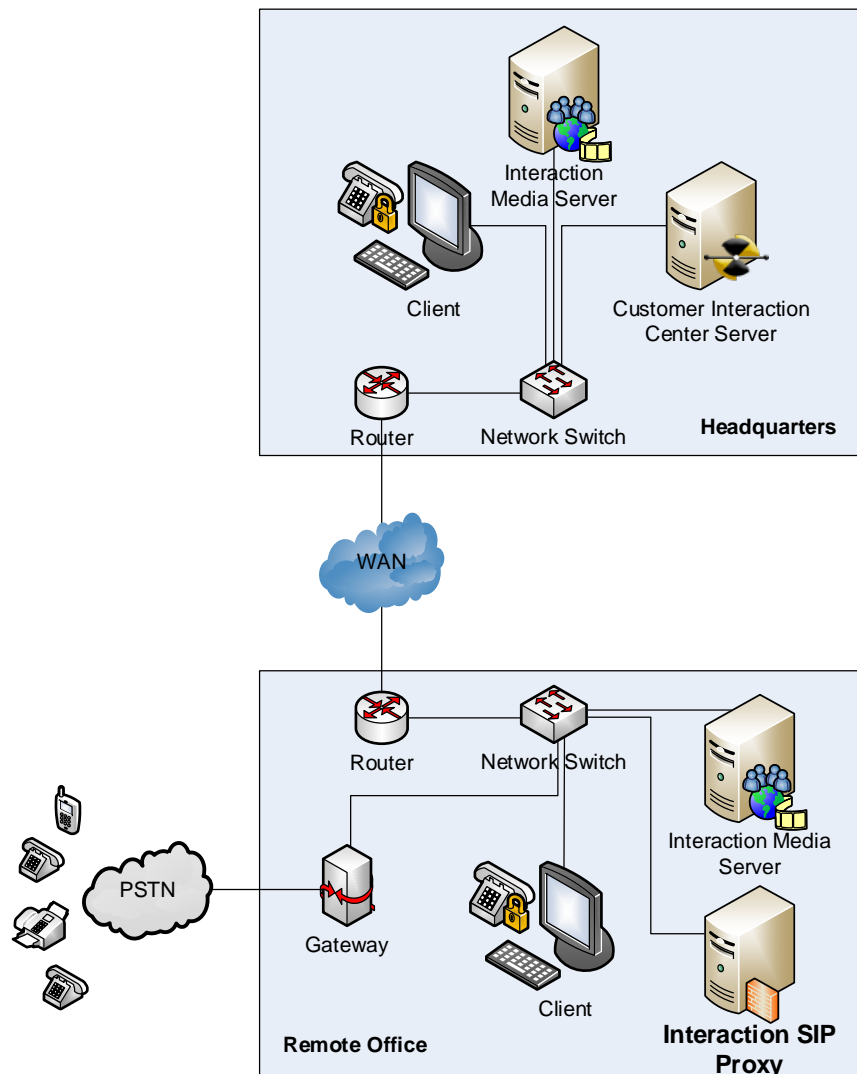 Interaction
Media Server
Client
Customer Interaction
Center Server
Router
Network Switch
Headquarters
WAN
Router
Network Switch
Interaction Media
Server
PSTN
Gateway
Client
Interaction SIP
Proxy
Remote Office